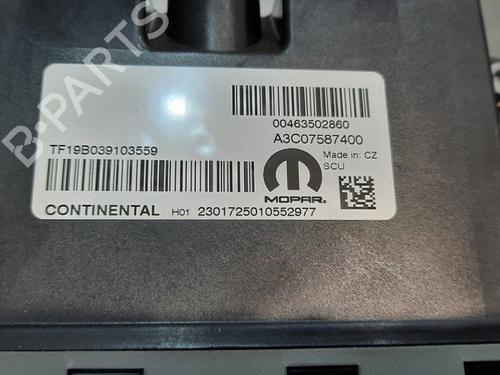 B-PARTS
00463502860
A3C07587400
TF19B039103559
Made in: CZ
SCU
MOPAR.
CONTINENTAL H01 2301725010552977